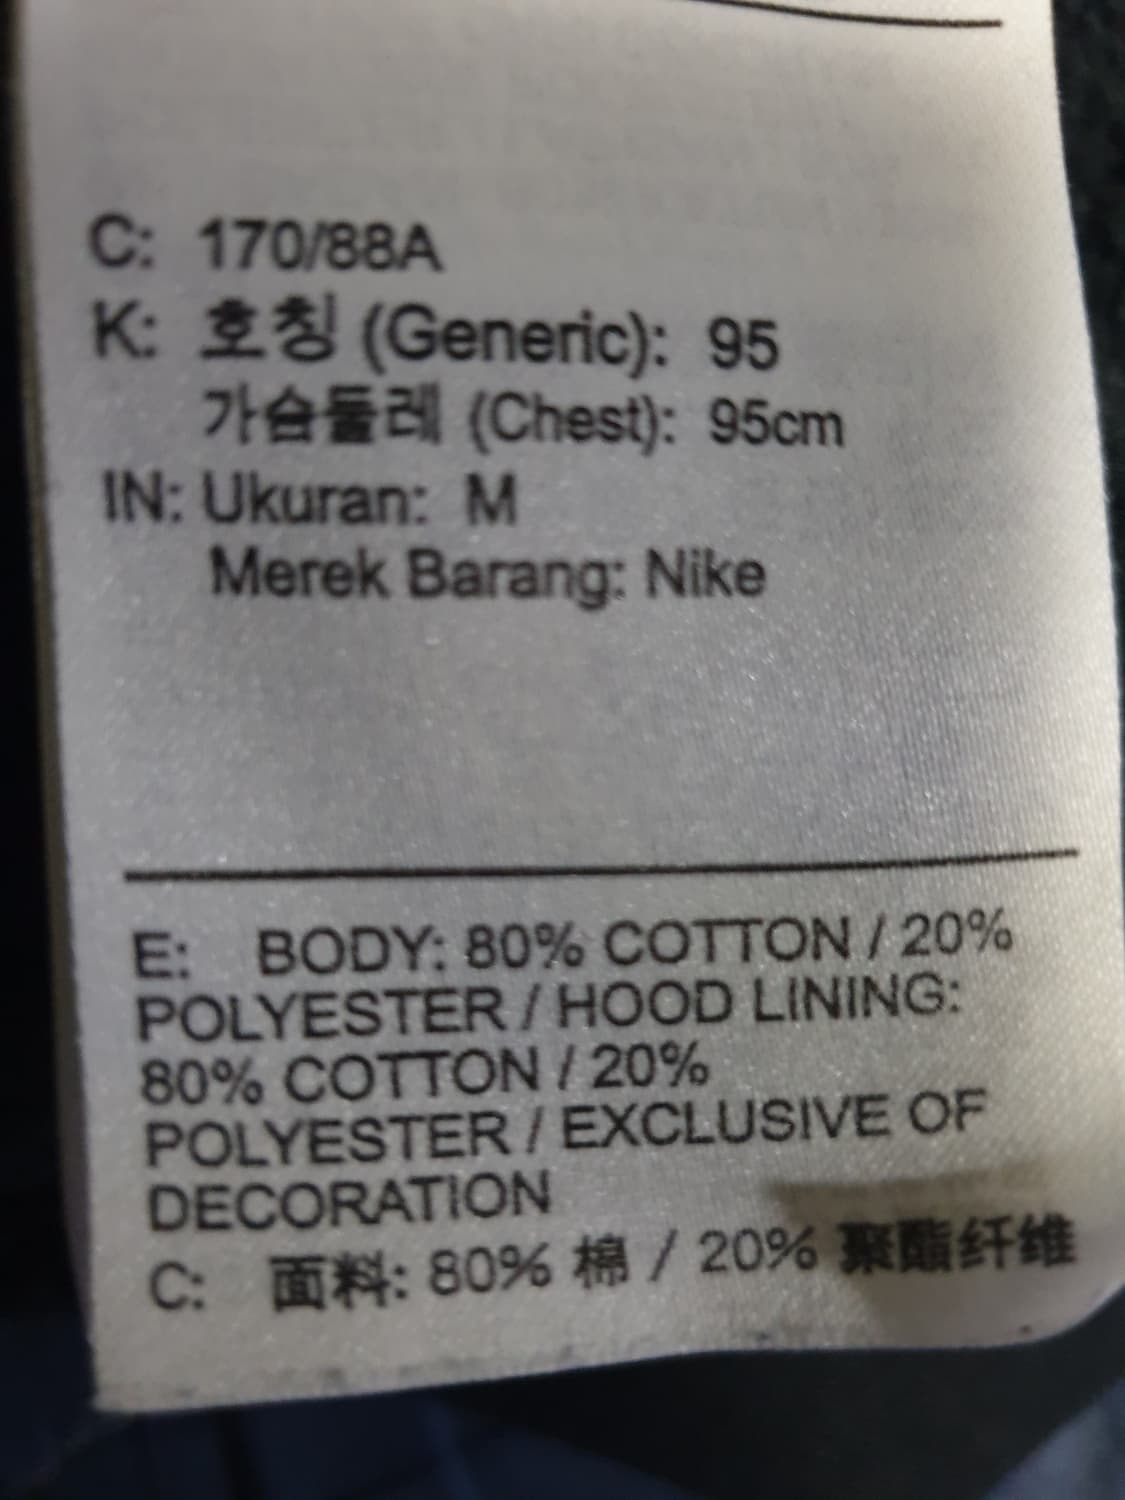 C: 170/88A
K: 호칭 (Generic): 95
가슴둘레 (Chest): 95cm
IN: Ukuran: M
Merek Barang: Nike
E: BODY: 80% COTTON / 20%
POLYESTER / HOOD LINING:
80% COTTON / 20%
POLYESTER / EXCLUSIVE OF
DECORATION
C: 面料: 80% 棉 / 20% 聚酯纤维